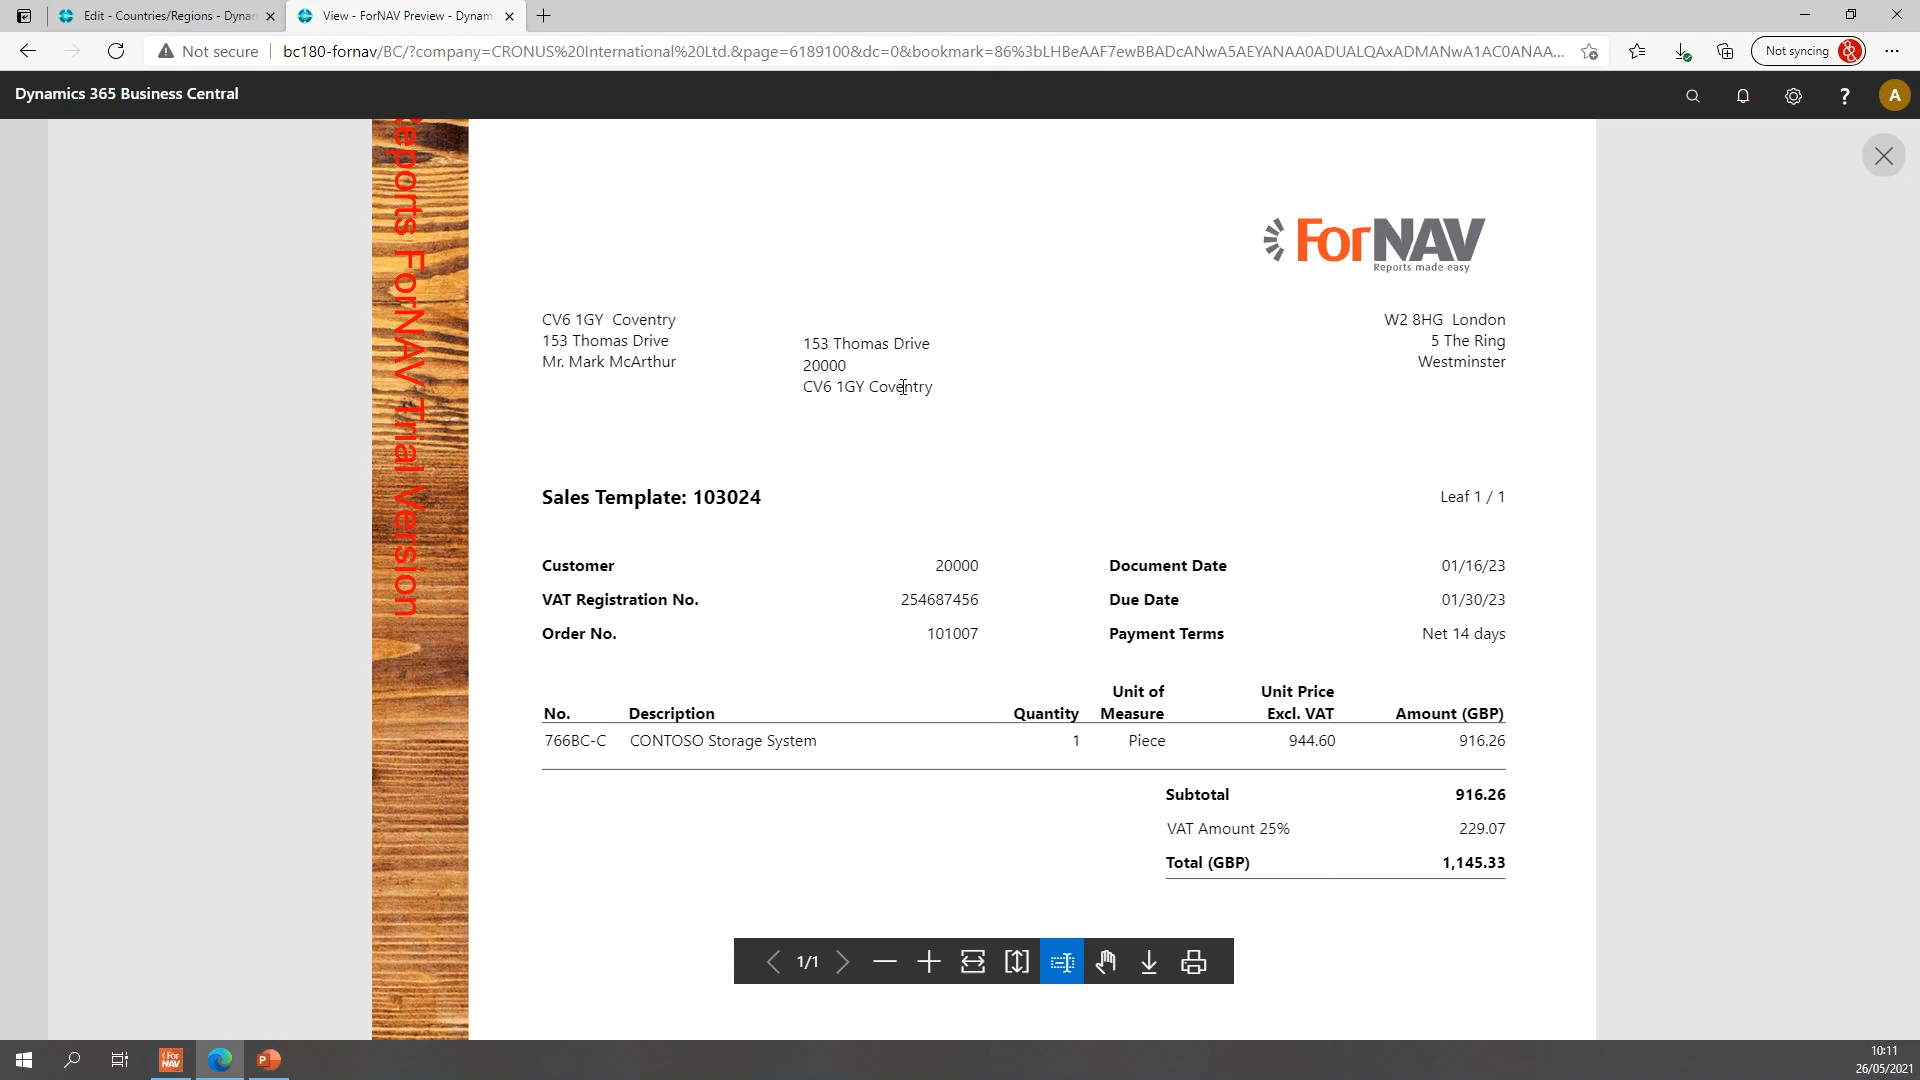 Edit - Countries/Regions - Dynam
View - ForNAV Preview - Dynami
Not secure
bc180-fornav/BC/?company=CRONUS%20International%20Ltd.&page=6189100&dc=0&bookmark=86%3bLHBeAAF7ewBBADcANwA5AEYANAA0ADUALQAxADMANwA1AC0ANAA...
Not syncing
Dynamics 365 Business Central
A
eports ForNAV Trial Version
ForNAV
Reports made easy
CV6 1GY Coventry
153 Thomas Drive
Mr. Mark McArthur
153 Thomas Drive
20000
CV6 1GY Coventry
W2 8HG London
5 The Ring
Westminster
Sales Template: 103024
Leaf 1 / 1
Customer 20000 Document Date 01/16/23
VAT Registration No. 254687456 Due Date 01/30/23
Order No. 101007 Payment Terms Net 14 days
Unit of Unit Price
No. Description Quantity Measure Excl. VAT Amount (GBP)
766BC-C CONTOSO Storage System 1 Piece 944.60 916.26
Subtotal 916.26
VAT Amount 25% 229.07
Total (GBP) 1,145.33
1/1
For
NAV
P
10:11
26/05/2021